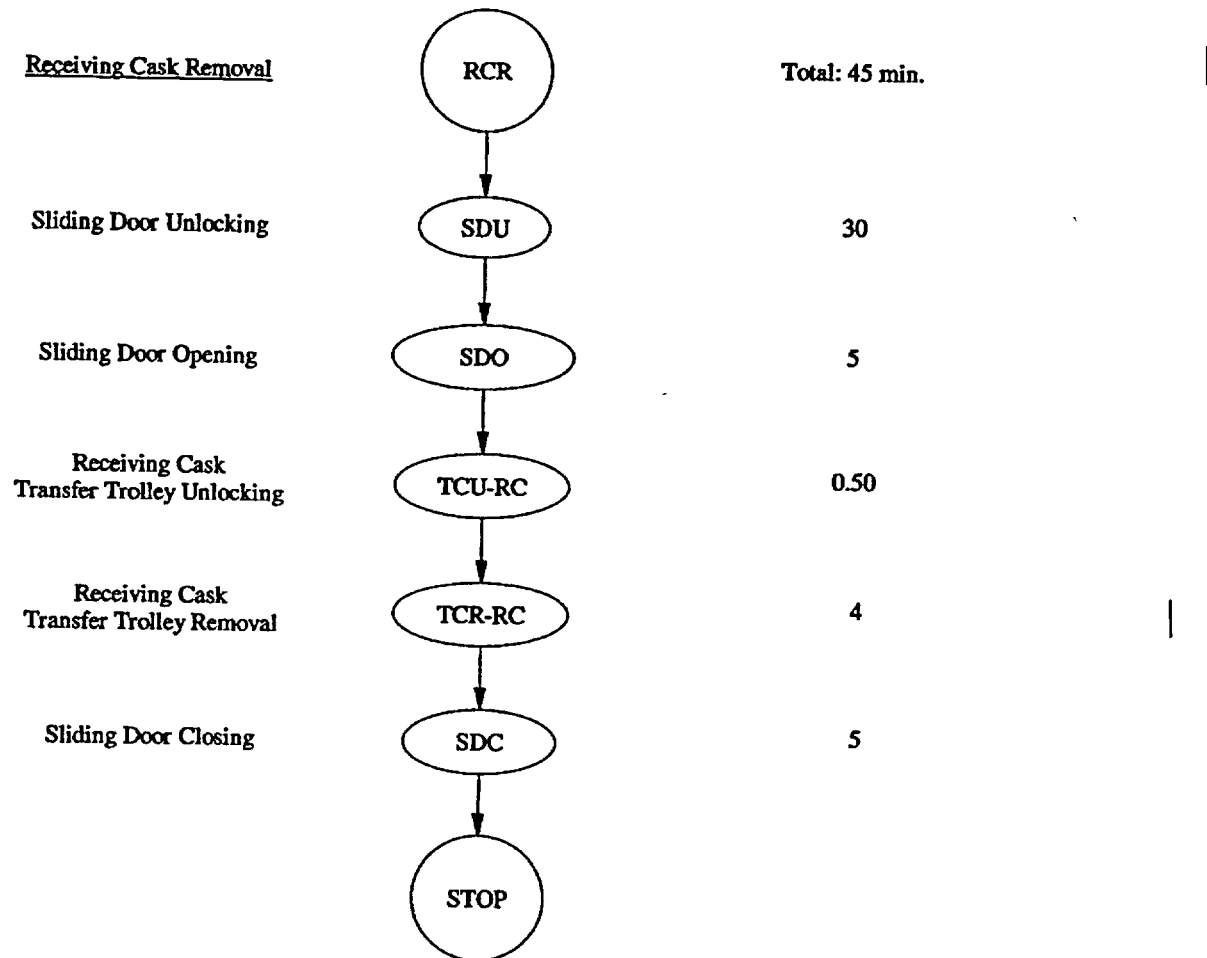 Receiving Cask Removal
RCR
Total: 45 min.
Sliding Door Unlocking
SDU
30
Sliding Door Opening
SDO
5
Receiving Cask
Transfer Trolley Unlocking
TCU-RC
0.50
Receiving Cask
Transfer Trolley Removal
TCR-RC
4
Sliding Door Closing
SDC
5
STOP